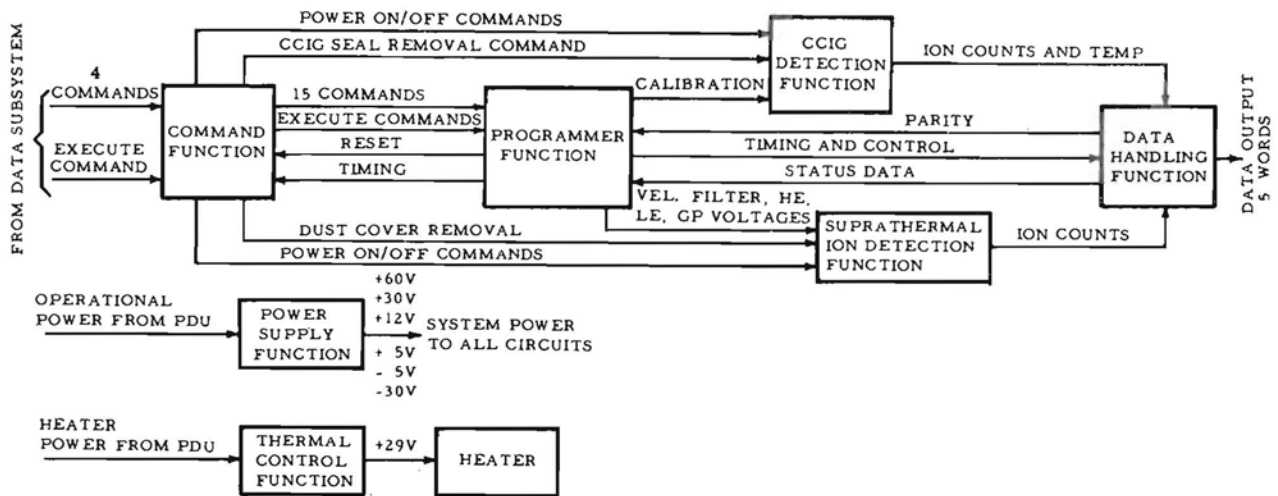 POWER ON/OFF COMMANDS
CCIG SEAL REMOVAL COMMAND
CCIG
DETECTION
FUNCTION
ION COUNTS AND TEMP
FROM DATA SUBSYSTEM
4
COMMANDS
EXECUTE
COMMAND
COMMAND
FUNCTION
15 COMMANDS
EXECUTE COMMANDS
RESET
TIMING
PROGRAMMER
FUNCTION
CALIBRATION
PARITY
TIMING AND CONTROL
STATUS DATA
DATA
HANDLING
FUNCTION
DATA OUTPUT
5 WORDS
VEL. FILTER, HE,
LE, GP VOLTAGES
DUST COVER REMOVAL
POWER ON/OFF COMMANDS
SUPRATHERMAL
ION DETECTION
FUNCTION
ION COUNTS
OPERATIONAL
POWER FROM PDU
POWER
SUPPLY
FUNCTION
+60V
+30V
+12V
+ 5V
- 5V
-30V
SYSTEM POWER
TO ALL CIRCUITS
HEATER
POWER FROM PDU
THERMAL
CONTROL
FUNCTION
+29V
HEATER